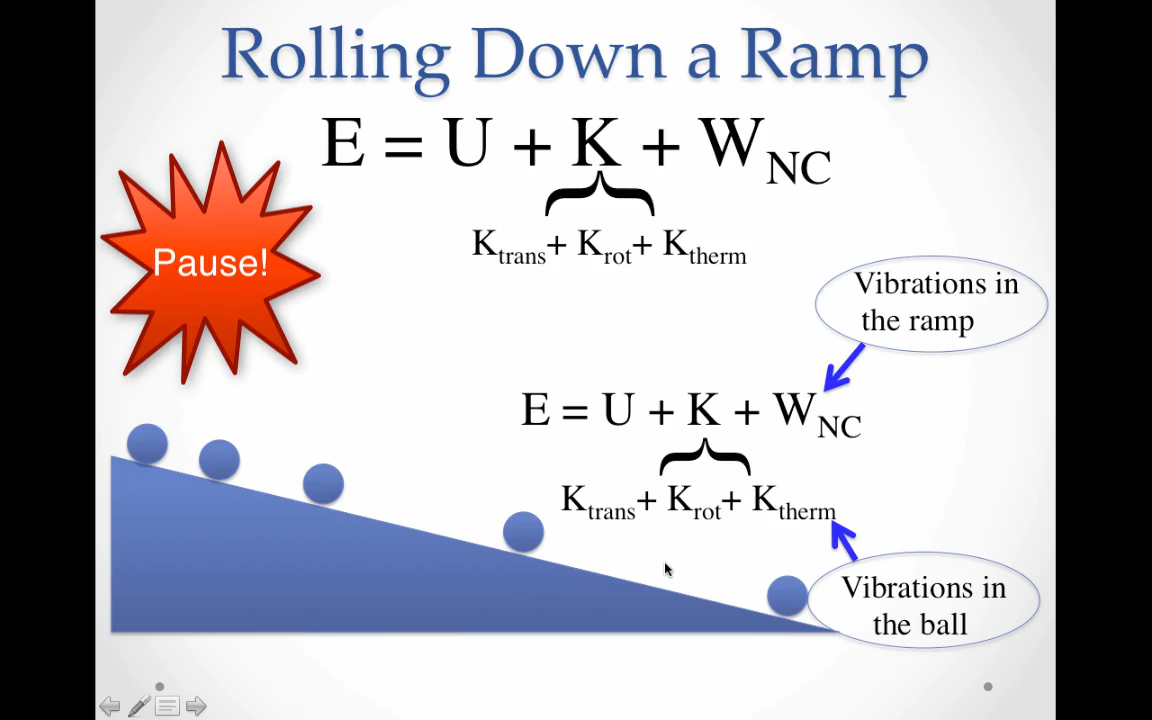 Rolling Down a Ramp
E = U + K + W_NC
K_trans + K_rot + K_therm
Pause!
Vibrations in
the ramp
E = U + K + W_NC
K_trans + K_rot + K_therm
Vibrations in
the ball